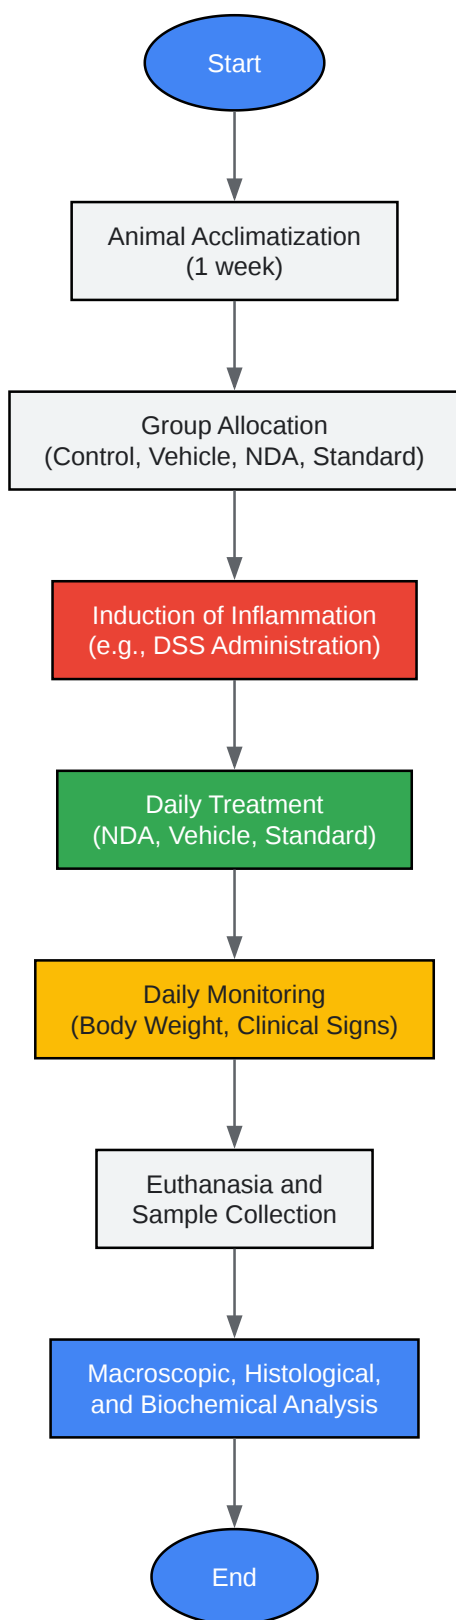 Start
Animal Acclimatization
(1 week)
Group Allocation
(Control, Vehicle, NDA, Standard)
Induction of Inflammation
(e.g., DSS Administration)
Daily Treatment
(NDA, Vehicle, Standard)
Daily Monitoring
(Body Weight, Clinical Signs)
Euthanasia and
Sample Collection
Macroscopic, Histological,
and Biochemical Analysis
End